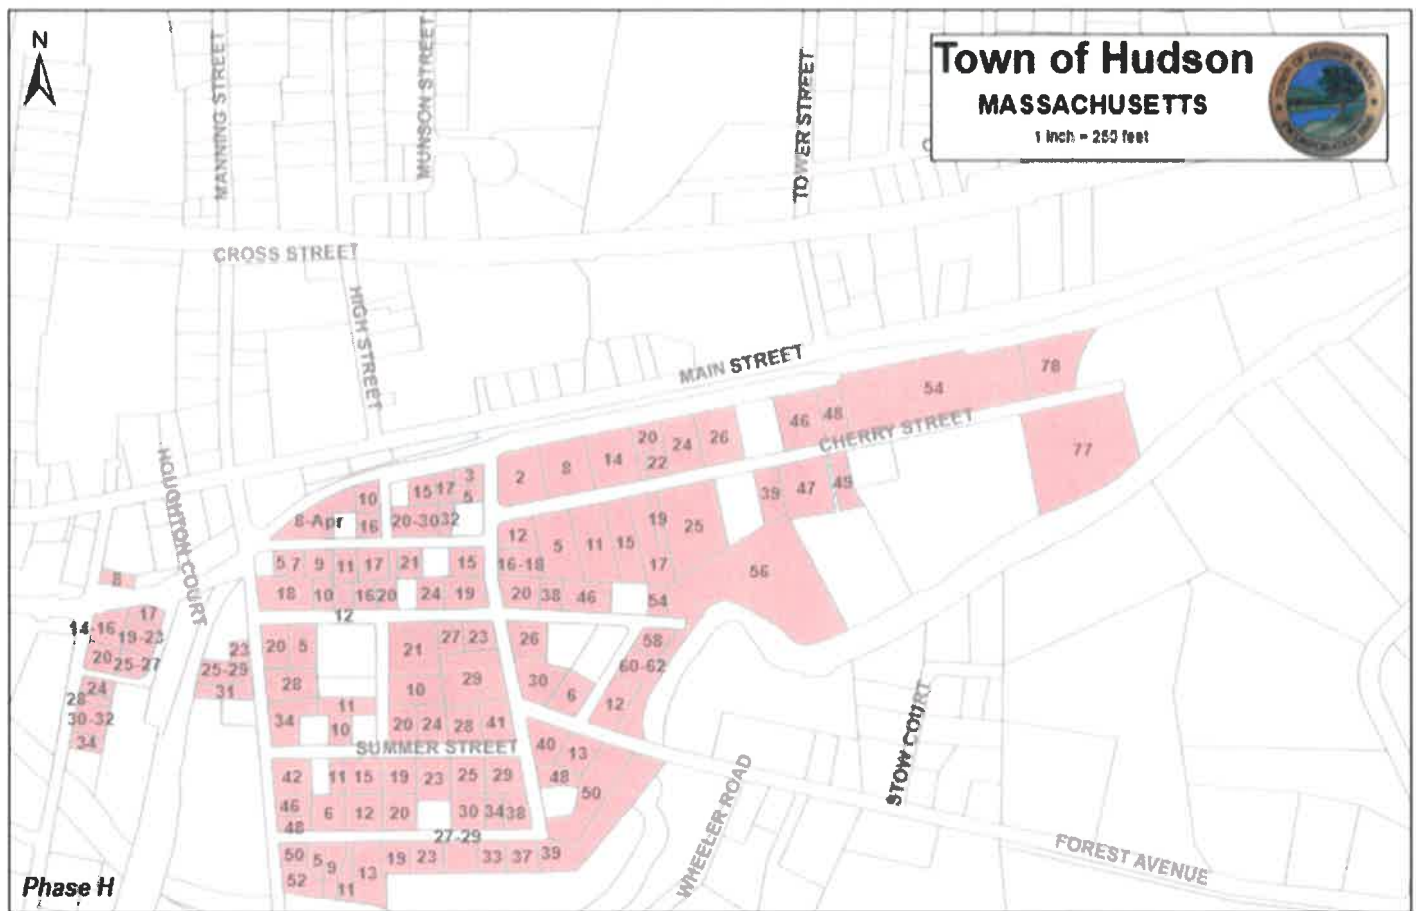 N
Town of Hudson
MASSACHUSETTS
1 inch = 250 feet
MANNING STREET
MUNSON STREET
TOWER STREET
CROSS STREET
HIGH STREET
MAIN STREET
HOUGHTON COURT
CHERRY STREET
78
54
46 48
20 24 26
22
2 8 14
77
39 47 49
3
10 15 17 5
8-Apr 16 20-30 32
19 25
12 5 11 15
16-18 17
5 7 9 11 17 21 15
56
8
18 10 16 20 24 19 20 38 46 54
12
17
14-16 19-23
20 25-27
23 20 5 21 27 23 26 58
25-29 60-62
31 28 10 29 30 6 12
24
28
30-32
34
11
34 10 20 24 28 41
SUMMER STREET
40 13
48
50
42 11 15 19 23 25 29
46 6 12 20 30 34 38
48
27-29
50 5 9 13 19 23 33 37 39
52 11
STOW COURT
WHEELER ROAD
FOREST AVENUE
Phase H